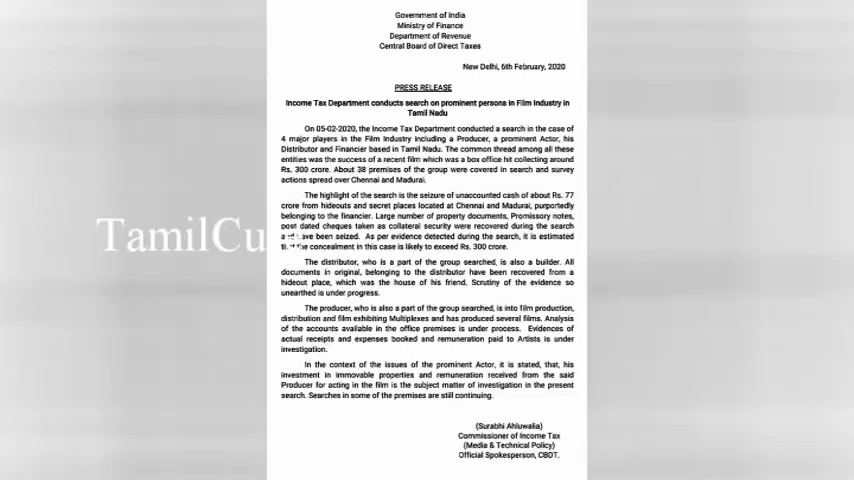 Government of India
Ministry of Finance
Department of Revenue
Central Board of Direct Taxes
New Delhi, 6th February, 2020
PRESS RELEASE
Income Tax Department conducts search on prominent persons in Film Industry in
Tamil Nadu
On 05-02-2020, the Income Tax Department conducted a search in the case of
4 major players in the Film Industry including a Producer, a prominent Actor, his
Distributor and Financier based in Tamil Nadu. The common thread among all these
entities was the success of a recent film which was a box office hit collecting around
Rs. 300 crore. About 38 premises of the group were covered in search and survey
actions spread over Chennai and Madurai.
The highlight of the search is the seizure of unaccounted cash of about Rs. 77
crore from hideouts and secret places located at Chennai and Madurai, purportedly
belonging to the financier. Large number of property documents, Promissory notes,
post dated cheques taken as collateral security were recovered during the search
and have been seized. As per evidence detected during the search, it is estimated
that the concealment in this case is likely to exceed Rs. 300 crore.
The distributor, who is a part of the group searched, is also a builder. All
documents in original, belonging to the distributor have been recovered from a
hideout place, which was the house of his friend. Scrutiny of the evidence so
unearthed is under progress.
The producer, who is also a part of the group searched, is into film production,
distribution and film exhibiting Multiplexes and has produced several films. Analysis
of the accounts available in the office premises is under process. Evidences of
actual receipts and expenses booked and remuneration paid to Artists is under
investigation.
In the context of the issues of the prominent Actor, it is stated, that, his
investment in immovable properties and remuneration received from the said
Producer for acting in the film is the subject matter of investigation in the present
search. Searches in some of the premises are still continuing.
(Surabhi Ahluwalia)
Commissioner of Income Tax
(Media & Technical Policy)
Official Spokesperson, CBDT.
TamilCu